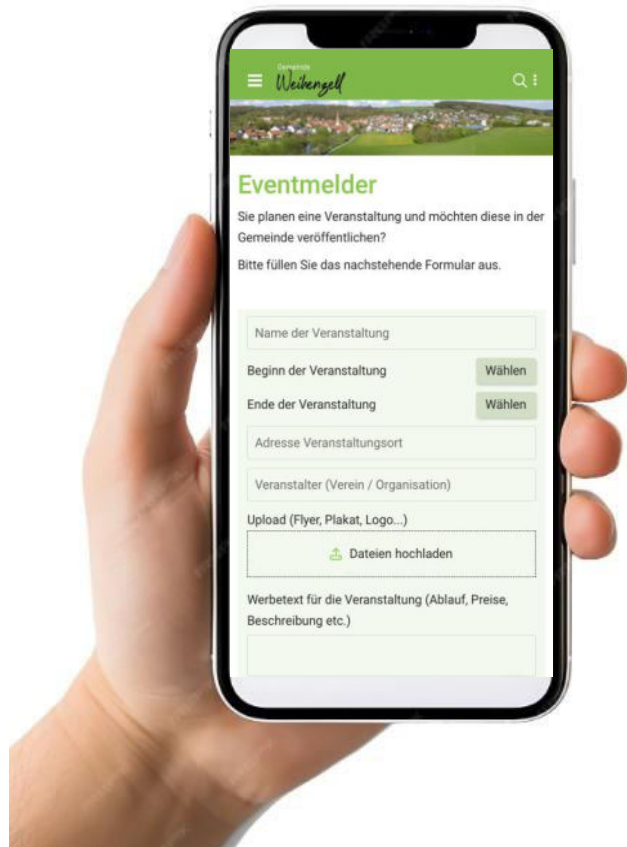 Gemeinde
Weihenzell
Eventmelder
Sie planen eine Veranstaltung und möchten diese in der
Gemeinde veröffentlichen?
Bitte füllen Sie das nachstehende Formular aus.
Name der Veranstaltung
Beginn der Veranstaltung Wählen
Ende der Veranstaltung Wählen
Adresse Veranstaltungsort
Veranstalter (Verein / Organisation)
Upload (Flyer, Plakat, Logo...)
Dateien hochladen
Werbetext für die Veranstaltung (Ablauf, Preise,
Beschreibung etc.)